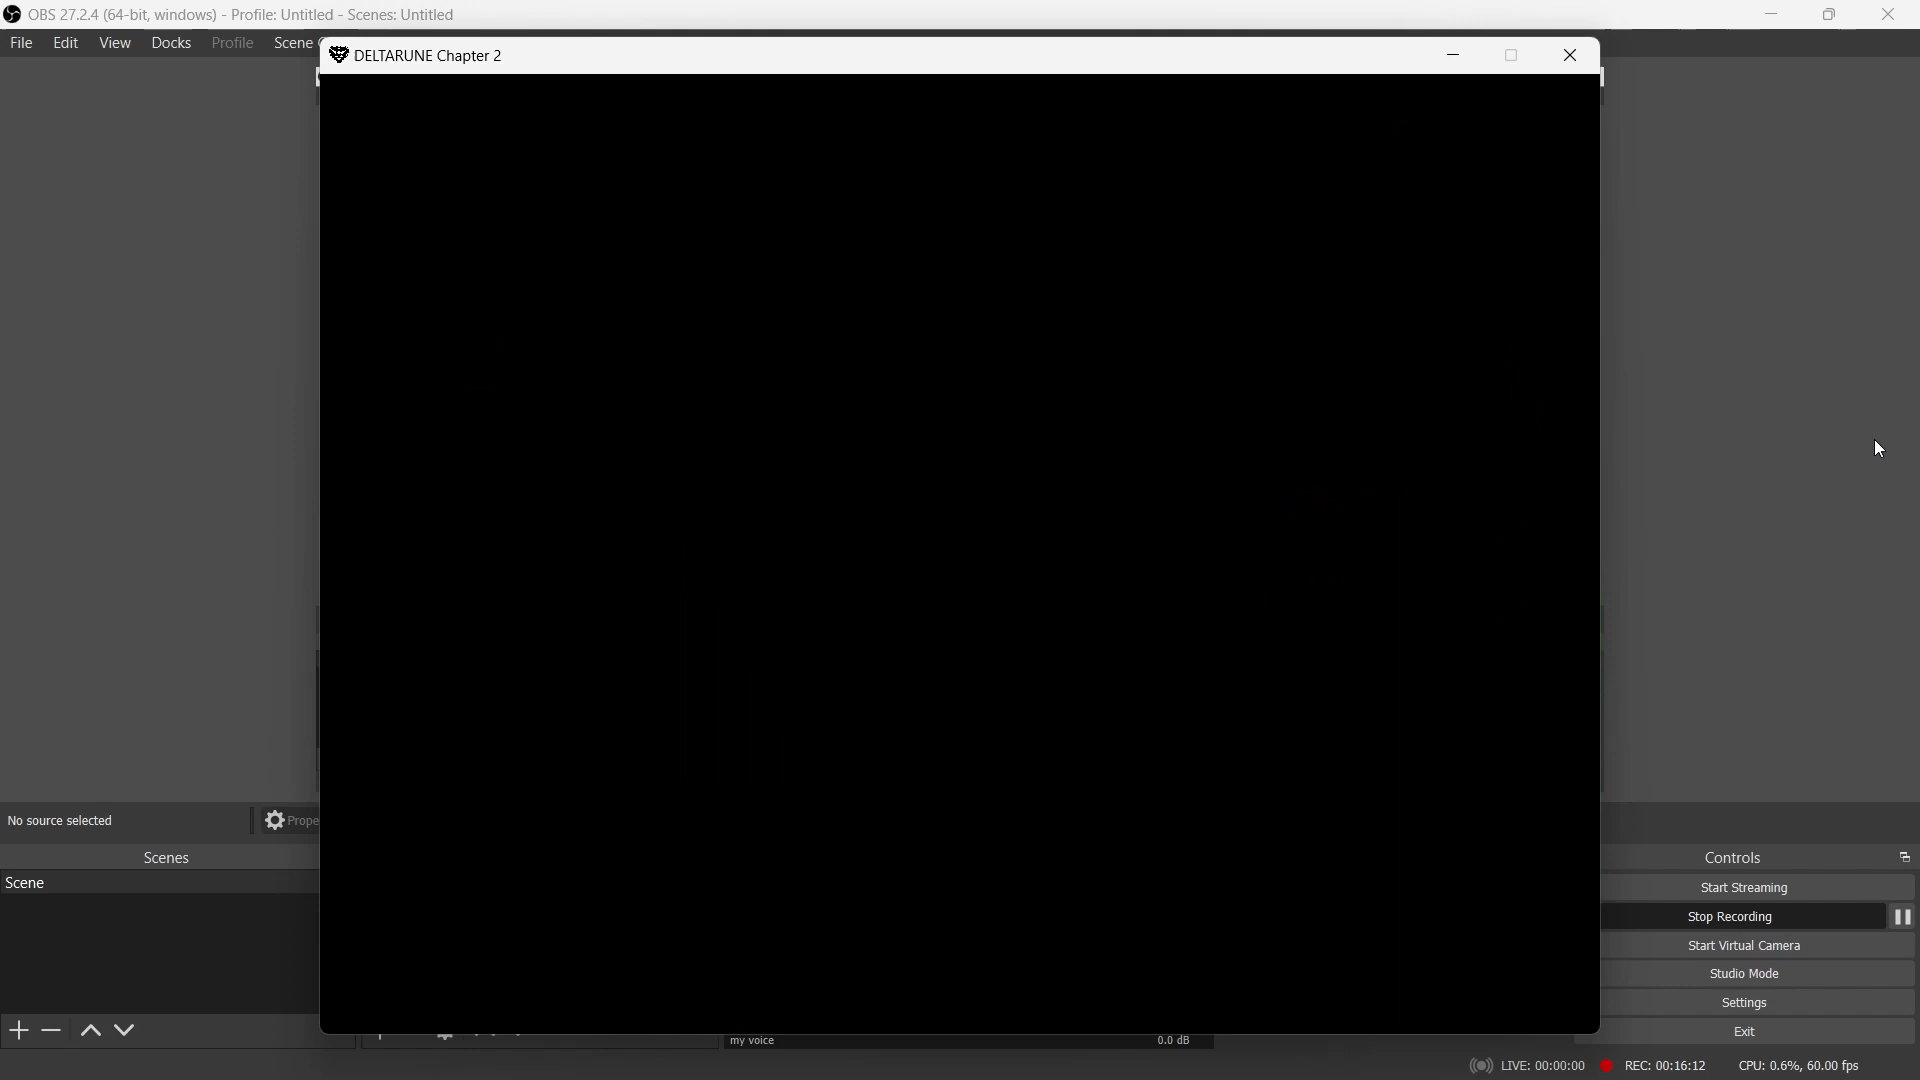 OBS 27.2.4 (64-bit, windows) - Profile: Untitled - Scenes: Untitled
File Edit View Docks Profile Scene
DELTARUNE Chapter 2
No source selected
Scenes
Controls
Scene
Start Streaming
Stop Recording
Start Virtual Camera
Studio Mode
Settings
Exit
my voice 0.0 dB
LIVE: 00:00:00 REC: 00:16:12 CPU: 0.6%, 60.00 fps